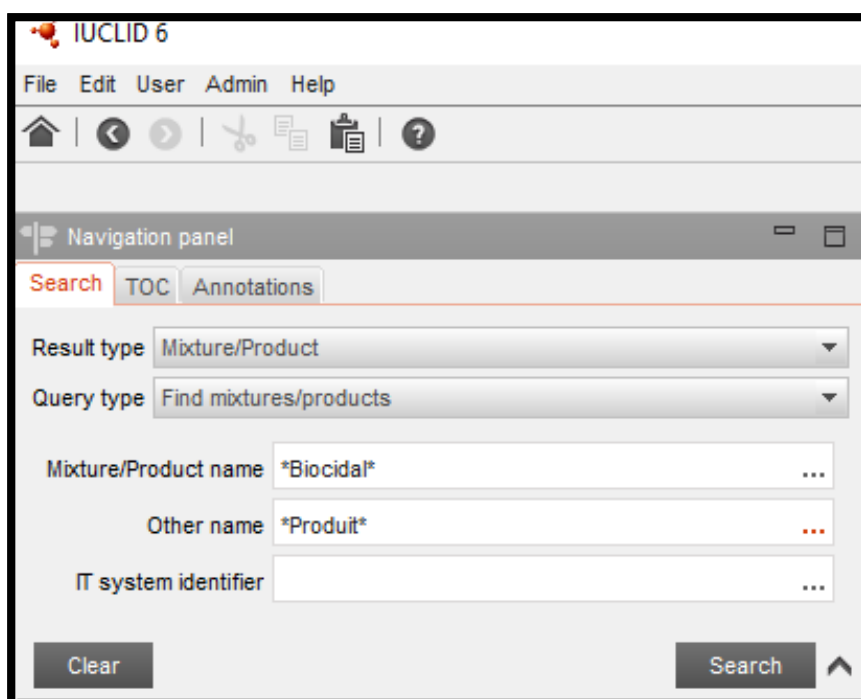 IUCLID 6
File Edit User Admin Help
Navigation panel
Search TOC Annotations
Result type Mixture/Product
Query type Find mixtures/products
Mixture/Product name *Biocidal* ...
Other name *Produit* ...
IT system identifier ...
Clear Search